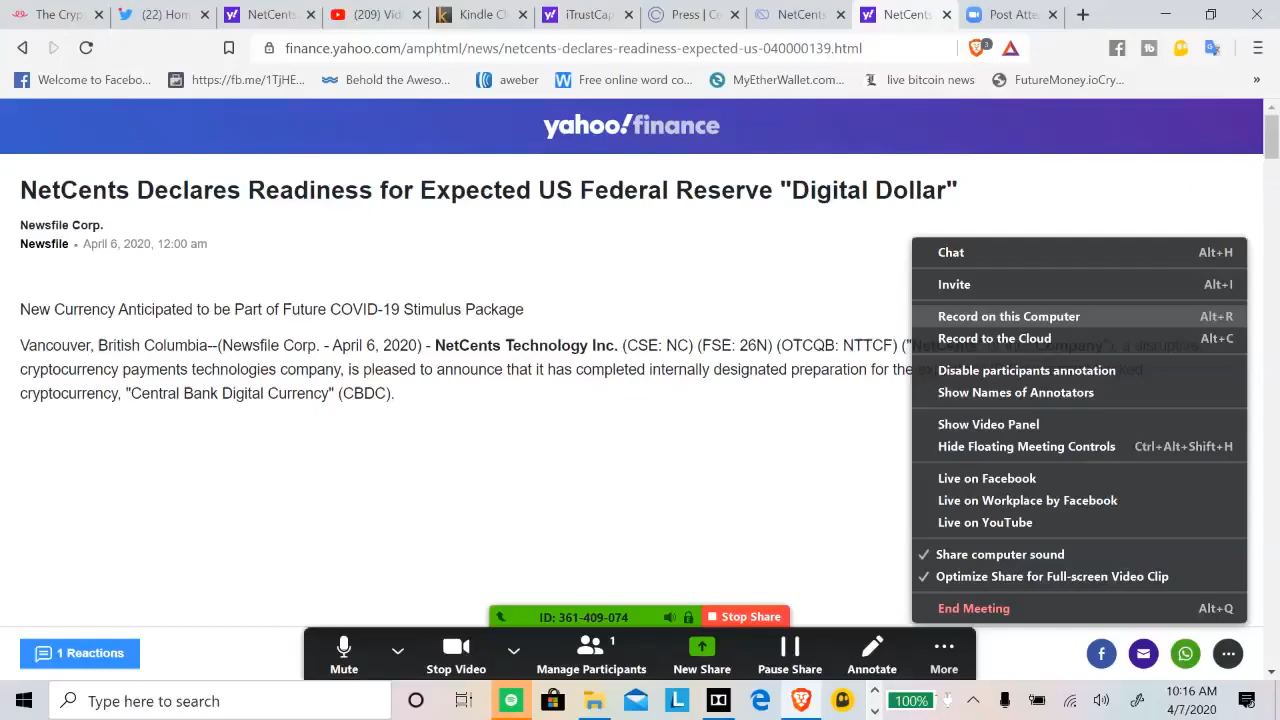 The Cryp
(22) Hom
NetCents
(209) Vid
Kindle Cl
iTrustCap
Press | Co
NetCents
NetCents
Post Atte
finance.yahoo.com/amphtml/news/netcents-declares-readiness-expected-us-040000139.html
3
Welcome to Facebo...
https://fb.me/1TjHE...
Behold the Aweso...
aweber
Free online word co...
MyEtherWallet.com...
live bitcoin news
FutureMoney.ioCry...
yahoo!finance
NetCents Declares Readiness for Expected US Federal Reserve "Digital Dollar"
Newsfile Corp.
Newsfile • April 6, 2020, 12:00 am
New Currency Anticipated to be Part of Future COVID-19 Stimulus Package
Vancouver, British Columbia--(Newsfile Corp. - April 6, 2020) - NetCents Technology Inc. (CSE: NC) (FSE: 26N) (OTCQB: NTTCF) ("NetCents" "Company"), a disruptive
cryptocurrency payments technologies company, is pleased to announce that it has completed internally designated preparation for the
cryptocurrency, "Central Bank Digital Currency" (CBDC).
Chat Alt+H
Invite Alt+I
Record on this Computer Alt+R
Record to the Cloud Alt+C
Disable participants annotation
Show Names of Annotators
Show Video Panel
Hide Floating Meeting Controls Ctrl+Alt+Shift+H
Live on Facebook
Live on Workplace by Facebook
Live on YouTube
Share computer sound
Optimize Share for Full-screen Video Clip
End Meeting Alt+Q
ID: 361-409-074
Stop Share
1 Reactions
Mute
Stop Video
1
Manage Participants
New Share
Pause Share
Annotate
More
Type here to search
100%
10:16 AM
4/7/2020